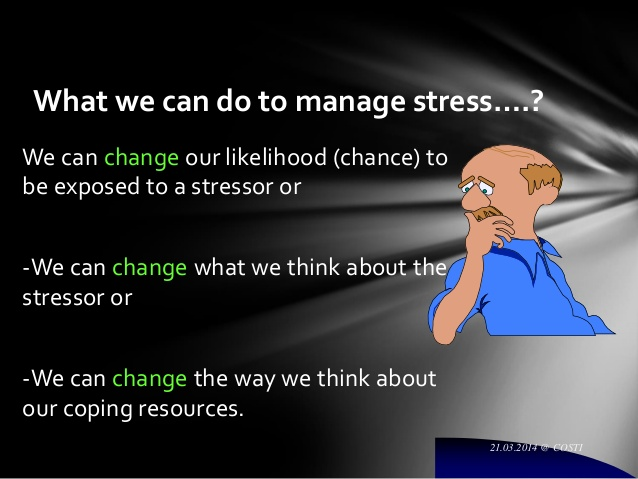 What we can do to manage stress....?
We can change our likelihood (chance) to
be exposed to a stressor or
-We can change what we think about the
stressor or
-We can change the way we think about
our coping resources.
21.03.2014 @ COSTI